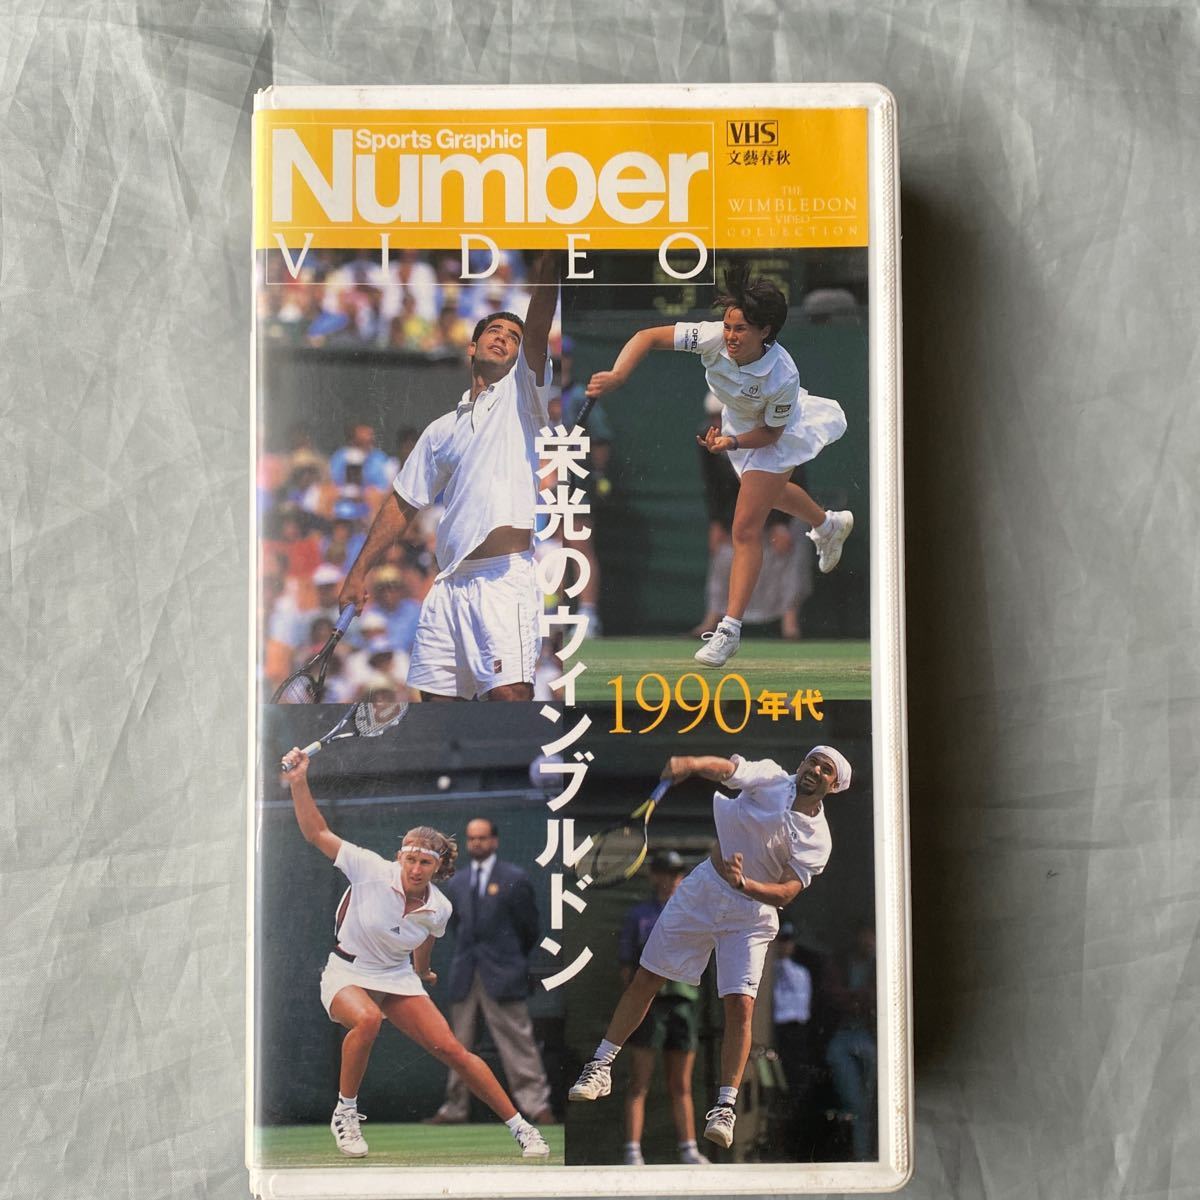 Sports Graphic
Number
VIDEO
VHS
文藝春秋
THE
WIMBLEDON
VIDEO
COLLECTION
OPEL
栄光のウィンブルドン
1990年代